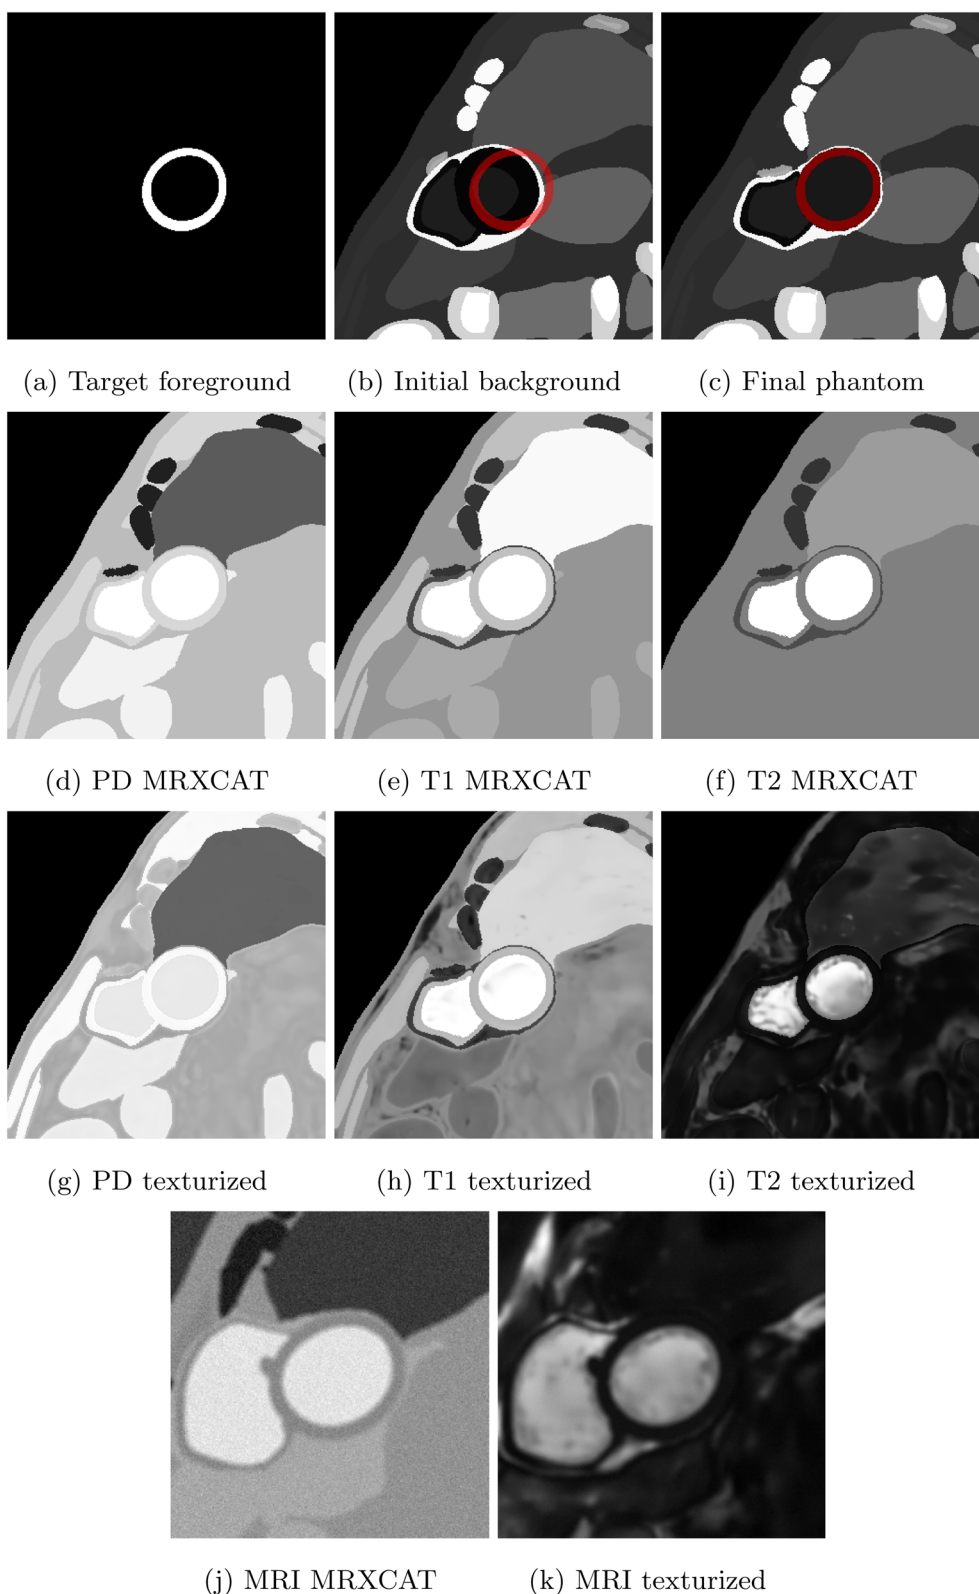 (a) Target foreground
(b) Initial background
(c) Final phantom
(d) PD MRXCAT
(e) T1 MRXCAT
(f) T2 MRXCAT
(g) PD texturized
(h) T1 texturized
(i) T2 texturized
(j) MRI MRXCAT
(k) MRI texturized